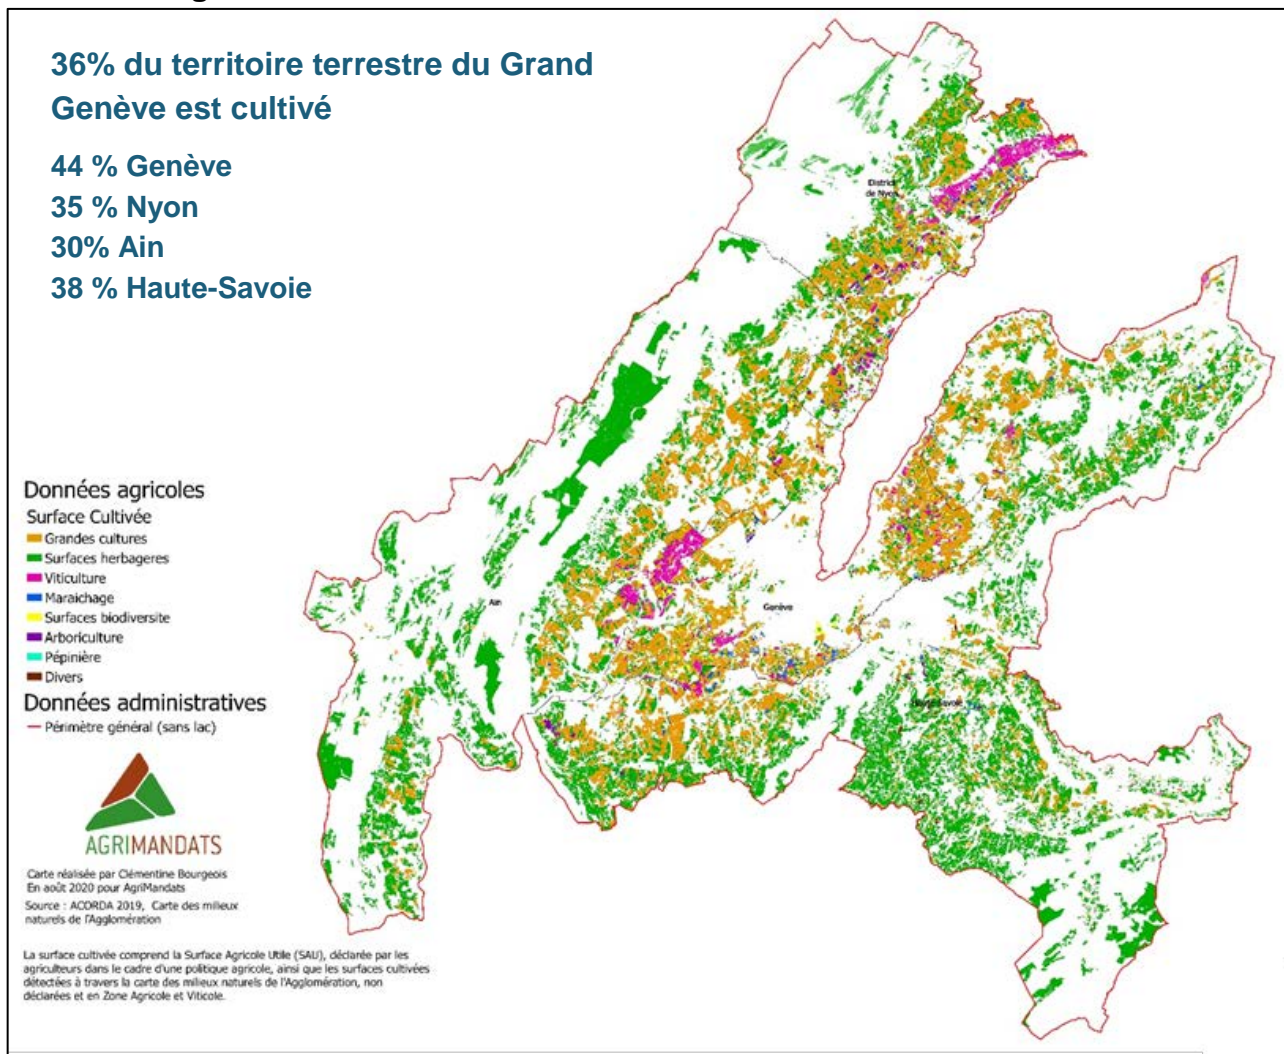 36% du territoire terrestre du Grand
Genève est cultivé
44 % Genève
35 % Nyon
30% Ain
38 % Haute-Savoie
District
de Nyon
Ain
Genève
Haute-Savoie
Données agricoles
Surface Cultivée
Grandes cultures
Surfaces herbageres
Viticulture
Maraichage
Surfaces biodiversite
Arboriculture
Pépinière
Divers
Données administratives
Périmètre général (sans lac)
AGRIMANDATS
Carte réalisée par Clémentine Bourgeois
En août 2020 pour AgriMandats
Source : ACORDA 2019, Carte des milieux
naturels de l'Agglomération
La surface cultivée comprend la Surface Agricole Utile (SAU), déclarée par les
agriculteurs dans le cadre d'une politique agricole, ainsi que les surfaces cultivées
détectées à travers la carte des milieux naturels de l'Agglomération, non
déclarées et en Zone Agricole et Viticole.